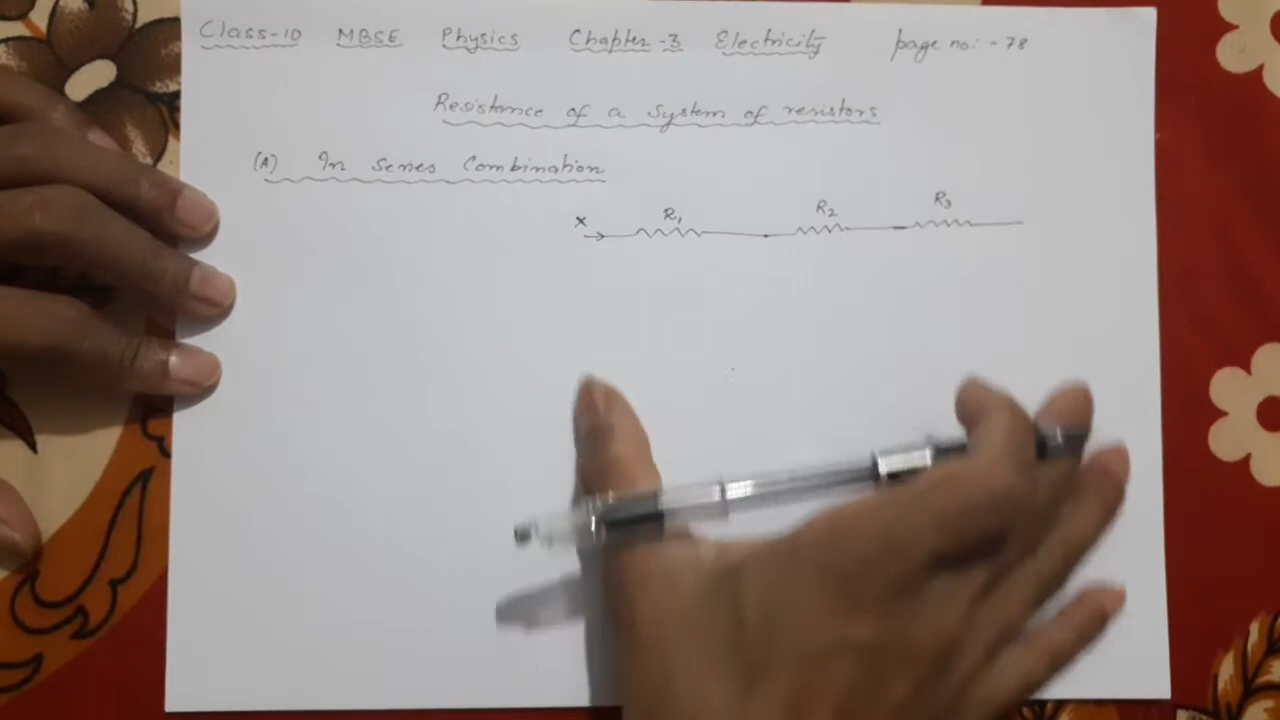 Class-10 MBSE Physics Chapter-3 Electricity page no:-78
Resistance of a system of resistors
(A) In series Combination
X R₁ R₂ R₃